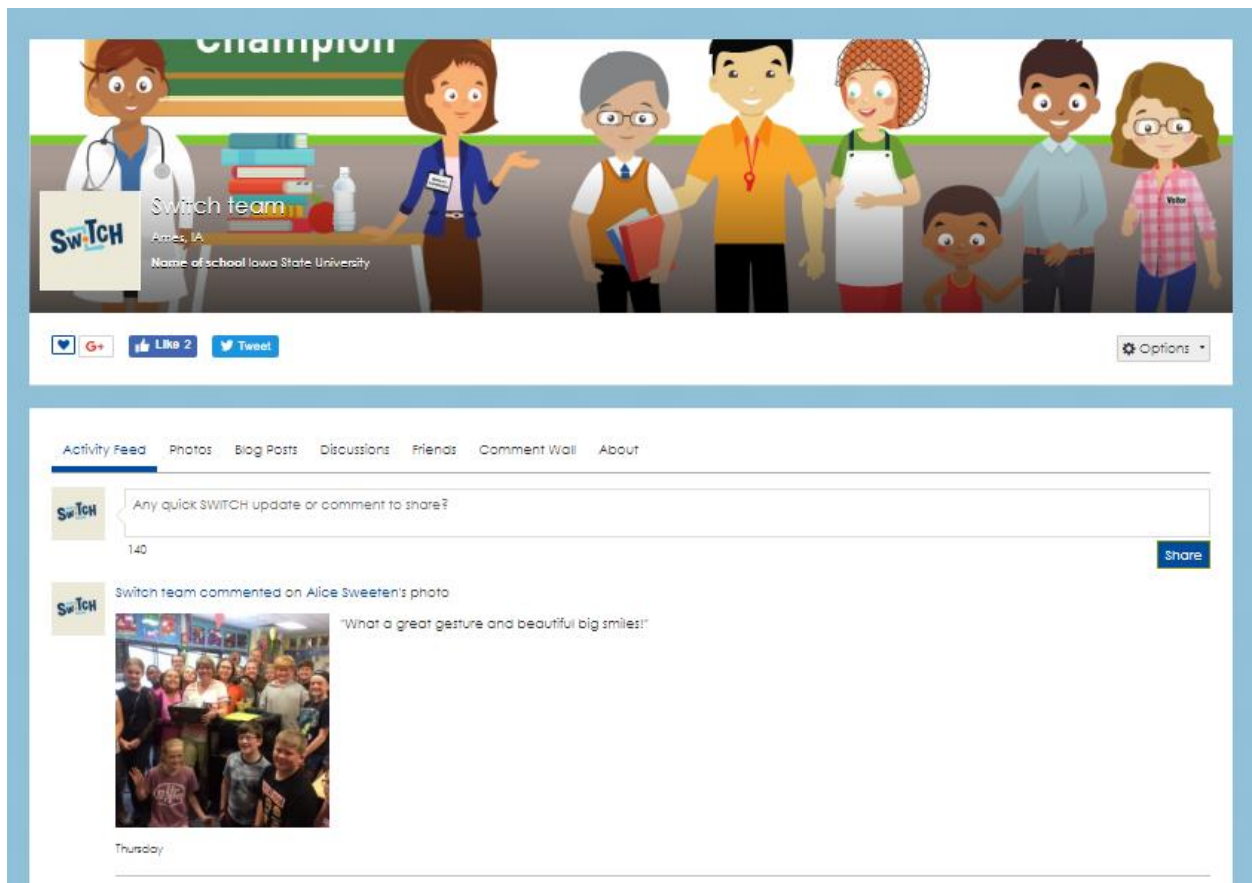 Champion
Switch team
SwiTCH
Ames, IA
Name of school Iowa State University
Visitor
G+
Like 2
Tweet
Options
Activity Feed Photos Blog Posts Discussions Friends Comment Wall About
SwiTCH
Any quick SWITCH update or comment to share?
140
Share
SwiTCH
Switch team commented on Alice Sweeten's photo
"What a great gesture and beautiful big smiles!"
Thursday